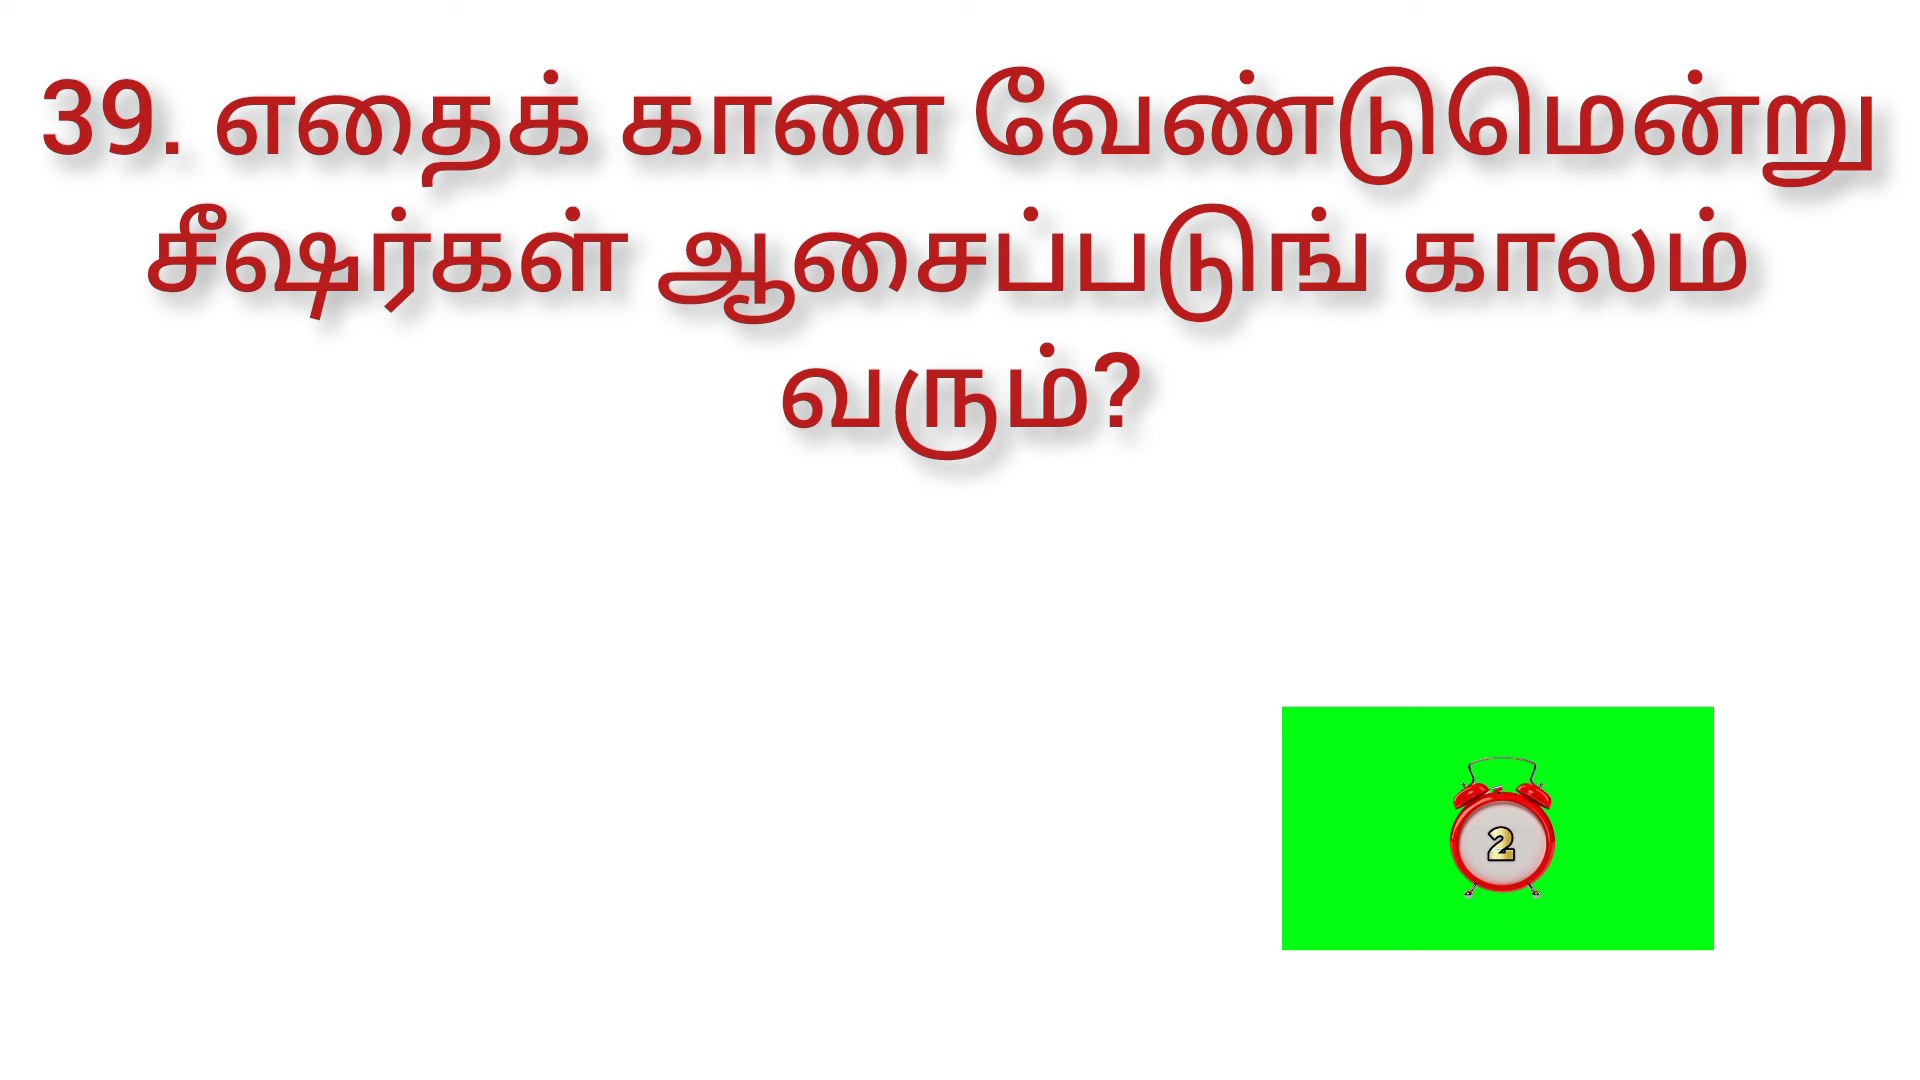 39. எதைக் காண வேண்டுமென்று
சீஷர்கள் ஆசைப்படுங் காலம்
வரும்?
2